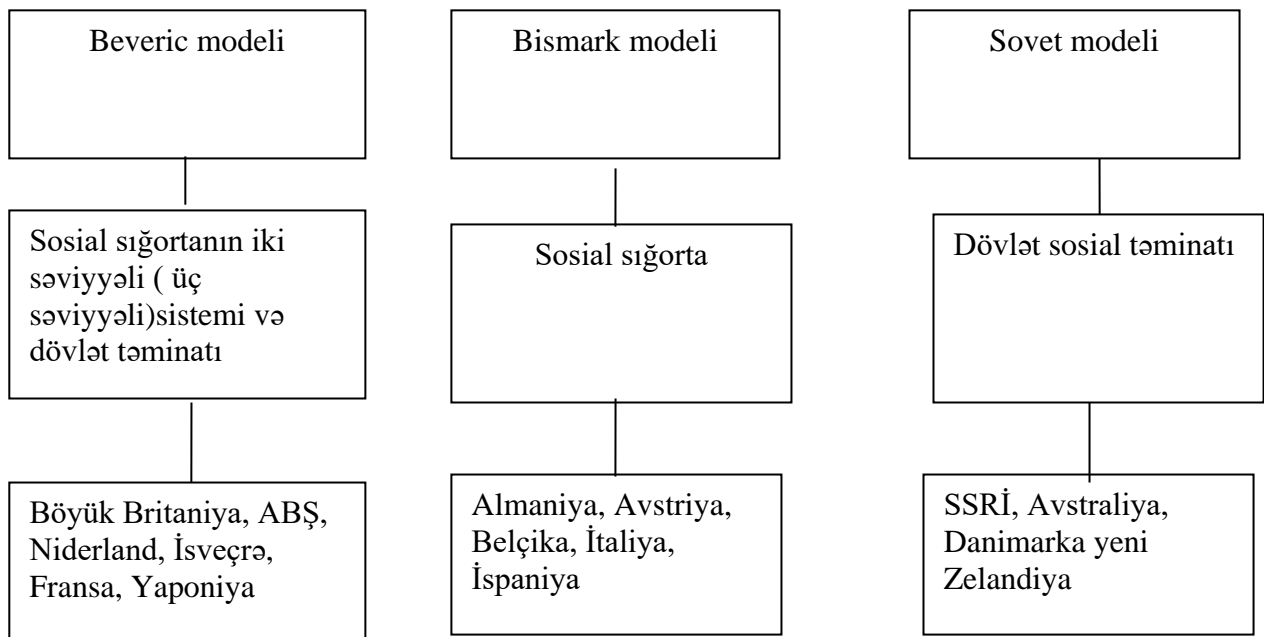 Beveric modeli
Sosial sığortanın iki
səviyyəli ( üç
səviyyəli)sistemi və
dövlət təminatı
Böyük Britaniya, ABŞ,
Niderland, İsveçrə,
Fransa, Yaponiya
Bismark modeli
Sosial sığorta
Almaniya, Avstriya,
Belçika, İtaliya,
İspaniya
Sovet modeli
Dövlət sosial təminatı
SSRİ, Avstraliya,
Danimarka yeni
Zelandiya